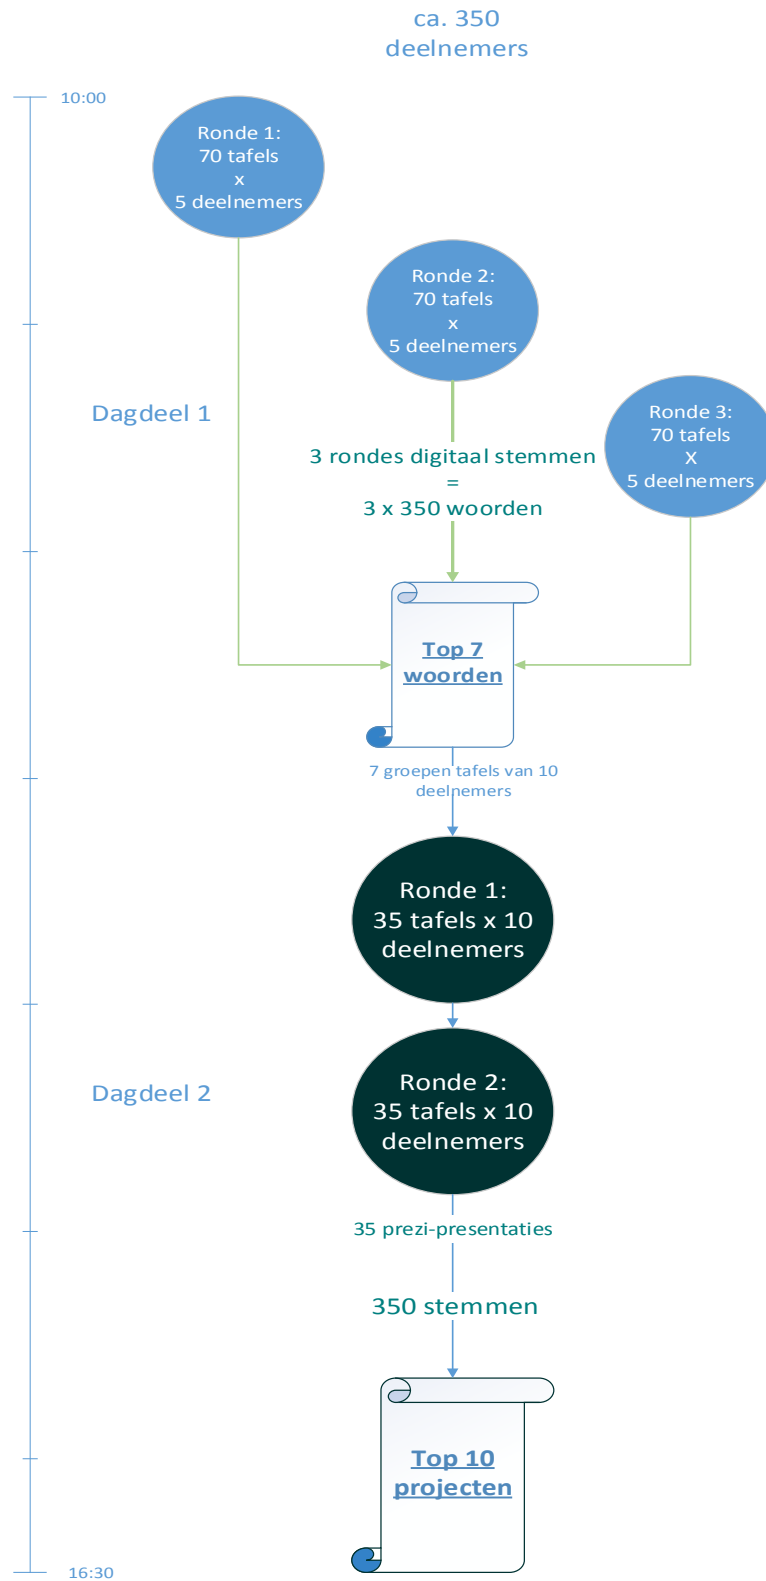 ca. 350
deelnemers
10:00
Ronde 1:
70 tafels
x
5 deelnemers
Ronde 2:
70 tafels
x
5 deelnemers
Dagdeel 1
Ronde 3:
70 tafels
X
5 deelnemers
3 rondes digitaal stemmen
=
3 x 350 woorden
Top 7
woorden
7 groepen tafels van 10
deelnemers
Ronde 1:
35 tafels x 10
deelnemers
Ronde 2:
35 tafels x 10
deelnemers
Dagdeel 2
35 prezi-presentaties
350 stemmen
Top 10
projecten
16:30